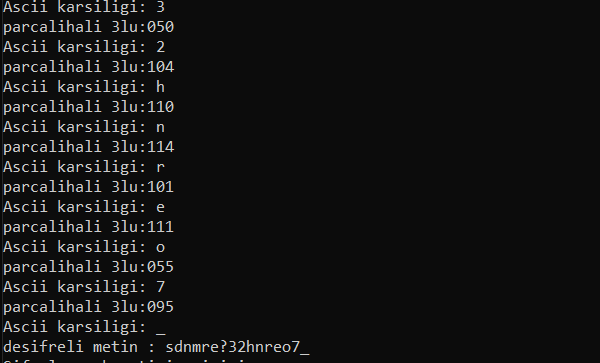 Ascii karsiligi: 3
parcalihali 3lu:050
Ascii karsiligi: 2
parcalihali 3lu:104
Ascii karsiligi: h
parcalihali 3lu:110
Ascii karsiligi: n
parcalihali 3lu:114
Ascii karsiligi: r
parcalihali 3lu:101
Ascii karsiligi: e
parcalihali 3lu:111
Ascii karsiligi: o
parcalihali 3lu:055
Ascii karsiligi: 7
parcalihali 3lu:095
Ascii karsiligi: _
desifreli metin : sdnmre?32hnreo7_